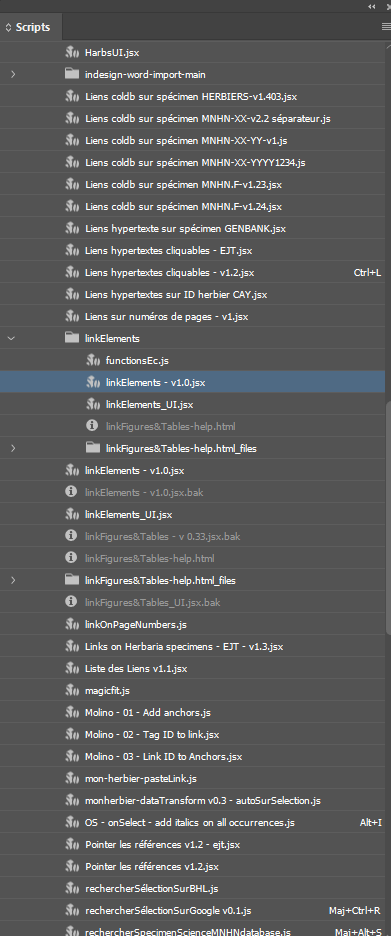 Scripts
HarbsUI.jsx
indesign-word-import-main
Liens coldb sur spécimen HERBIERS-v1.403.jsx
Liens coldb sur spécimen MNHN-XX-v2.2 séparateur.js
Liens coldb sur spécimen MNHN-XX-YY-v1.js
Liens coldb sur spécimen MNHN-XX-YYYY1234.js
Liens coldb sur spécimen MNHN.F-v1.23.jsx
Liens coldb sur spécimen MNHN.F-v1.24.jsx
Liens hypertexte sur spécimen GENBANK.jsx
Liens hypertextes cliquables - EJT.jsx
Liens hypertextes cliquables - v1.2.jsx Ctrl+L
Liens hypertextes sur ID herbier CAY.jsx
Liens sur numéros de pages - v1.jsx
linkElements
functionsEc.js
linkElements - v1.0.jsx
linkElements_UI.jsx
linkFigures&Tables-help.html
linkFigures&Tables-help.html_files
linkElements - v1.0.jsx
linkElements - v1.0.jsx.bak
linkElements_UI.jsx
linkFigures&Tables - v 0.33.jsx.bak
linkFigures&Tables-help.html
linkFigures&Tables-help.html_files
linkFigures&Tables_UI.jsx.bak
linkOnPageNumbers.js
Links on Herbaria specimens - EJT - v1.3.jsx
Liste des Liens v1.1.jsx
magicfit.js
Molino - 01 - Add anchors.js
Molino - 02 - Tag ID to link.jsx
Molino - 03 - Link ID to Anchors.jsx
mon-herbier-pasteLink.js
monherbier-dataTransform v0.3 - autoSurSelection.js
OS - onSelect - add italics on all occurrences.js Alt+I
Pointer les références v1.2 - ejt.jsx
Pointer les références v1.2.jsx
rechercherSélectionSurBHL.js
rechercherSélectionSurGoogle v0.1.js Maj+Ctrl+R
rechercherSpecimenScienceMNHNdatabase.js Maj+Alt+S